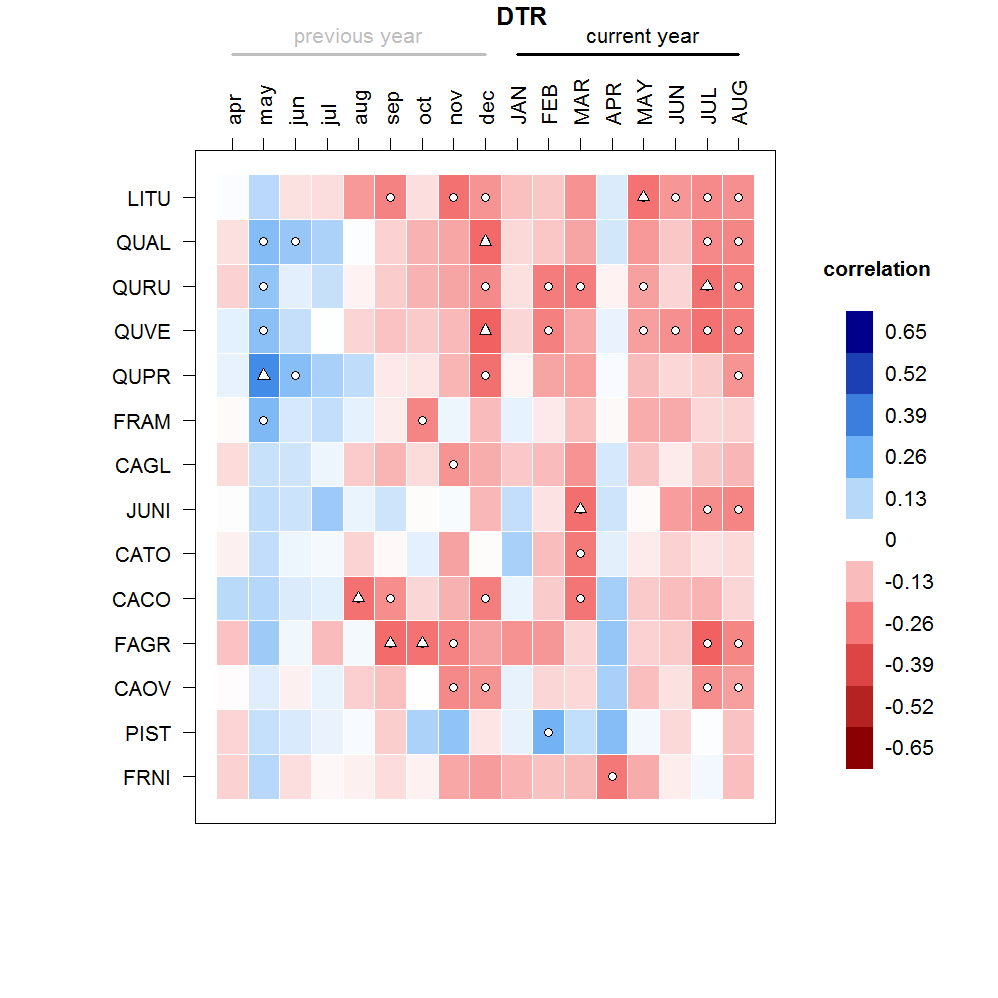 DTR
previous year current year
apr may jun jul aug sep oct nov dec JAN FEB MAR APR MAY JUN JUL AUG
LITU
QUAL
QURU
QUVE
QUPR
FRAM
CAGL
JUNI
CATO
CACO
FAGR
CAOV
PIST
FRNI
correlation
0.65
0.52
0.39
0.26
0.13
0
-0.13
-0.26
-0.39
-0.52
-0.65